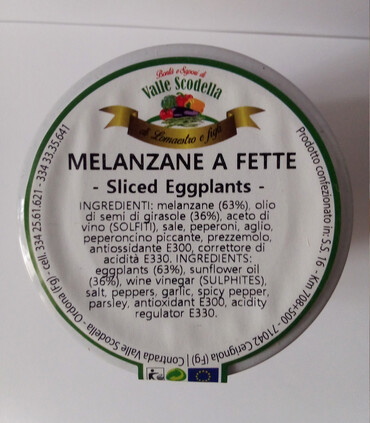 Bontà e Sapori di
Valle Scodella
di Lomaestro e figli
MELANZANE A FETTE
- Sliced Eggplants -
INGREDIENTI: melanzane (63%), olio
di semi di girasole (36%), aceto di
vino (SOLFITI), sale, peperoni, aglio,
peperoncino piccante, prezzemolo,
antiossidante E300, correttore di
acidità E330. INGREDIENTS:
eggplants (63%), sunflower oil
(36%), wine vinegar (SULPHITES),
salt, peppers, garlic, spicy pepper,
parsley, antioxidant E300, acidity
regulator E330.
Prodotto confezionato in: S.S. 16 - Km 708+500 - 71042 Cerignola (Fg)
Contrada Valle Scodella - Ordona (Fg) - cell. 334 25.61.621 - 334 33.35.641